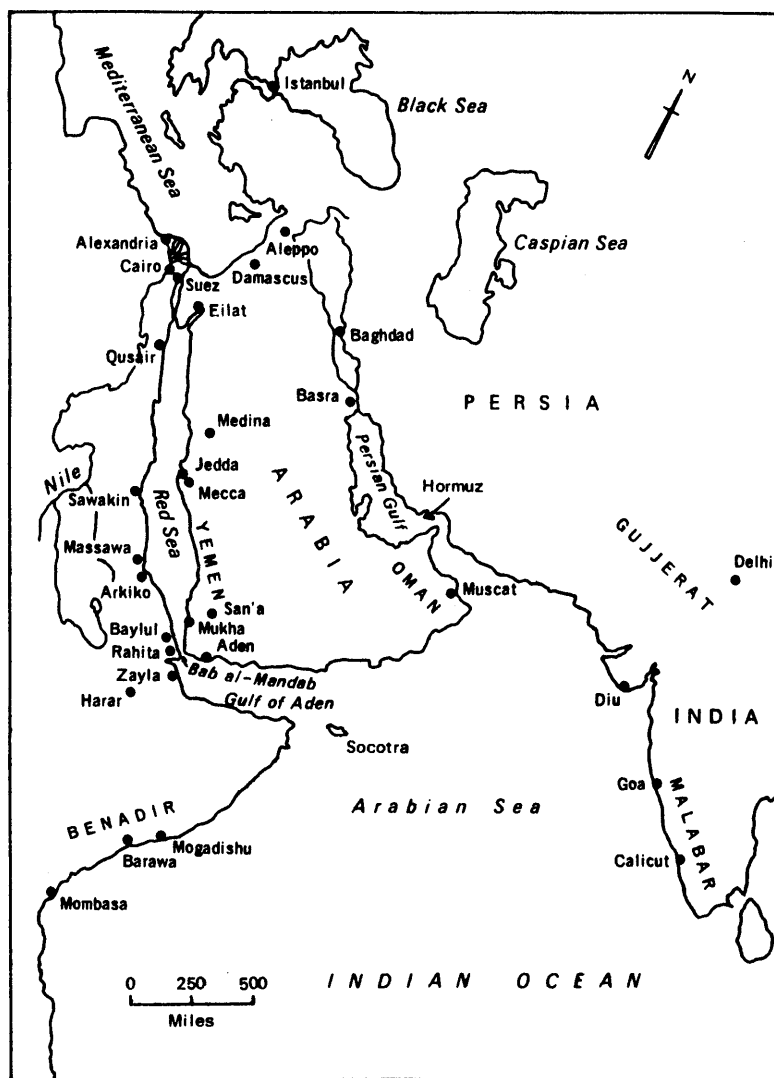 Istanbul
N
Mediterranean Sea
Black Sea
Caspian Sea
Alexandria
Aleppo
Cairo
Damascus
Suez
Eilat
Baghdad
Qusair
Basra
PERSIA
Medina
Persian Gulf
Jedda
Nile
Mecca
Hormuz
Sawakin
Red Sea
YEMEN
ARABIA
GUJJERAT
Massawa
Delhi
OMAN
Arkiko
Muscat
San'a
Baylul
Mukha
Rahita
Aden
Zayla
Bab al-Mandab
Harar
Gulf of Aden
Diu
INDIA
Socotra
Goa
MALABAR
BENADIR
Arabian Sea
Mogadishu
Barawa
Calicut
Mombasa
0 250 500
Miles
INDIAN OCEAN